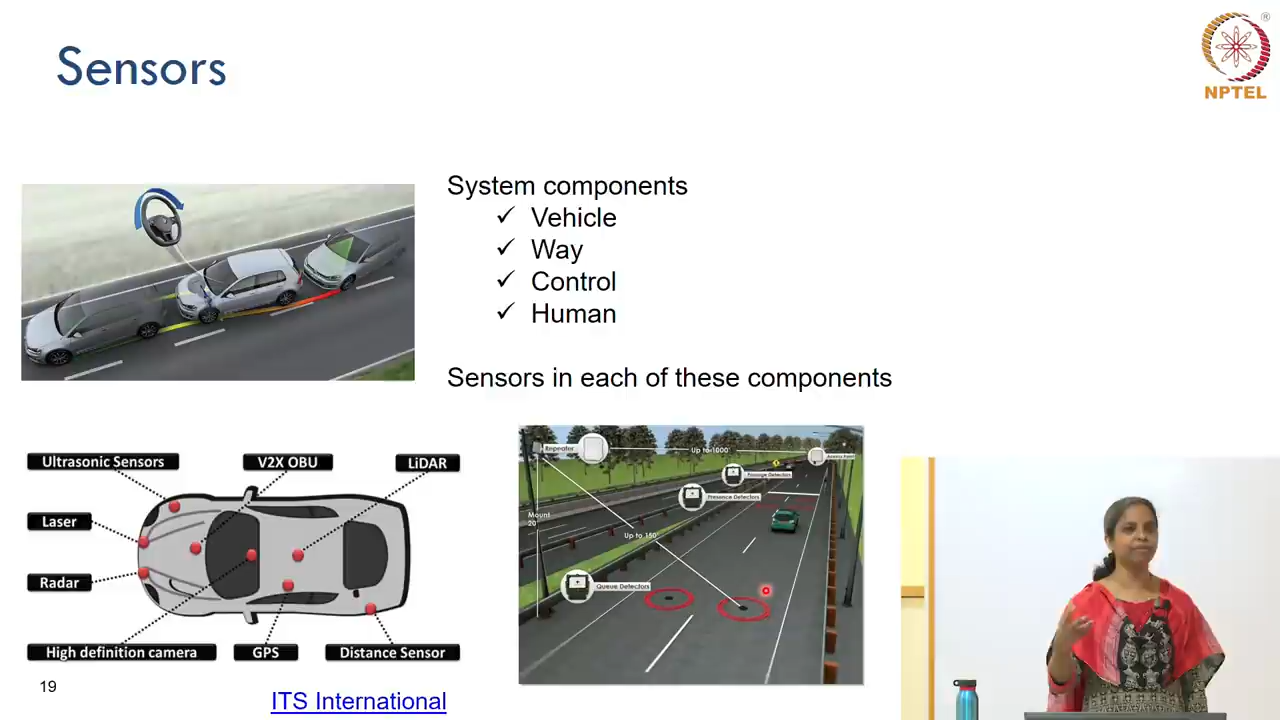 Sensors
®
NPTEL
System components
✓ Vehicle
✓ Way
✓ Control
✓ Human
Sensors in each of these components
Ultrasonic Sensors
V2X OBU
LiDAR
Laser
Radar
High definition camera
GPS
Distance Sensor
Repeater
Up to 1000'
Access Point
Passage Detectors
Presence Detectors
Mount
20'
Up to 150'
Queue Detectors
19
ITS International